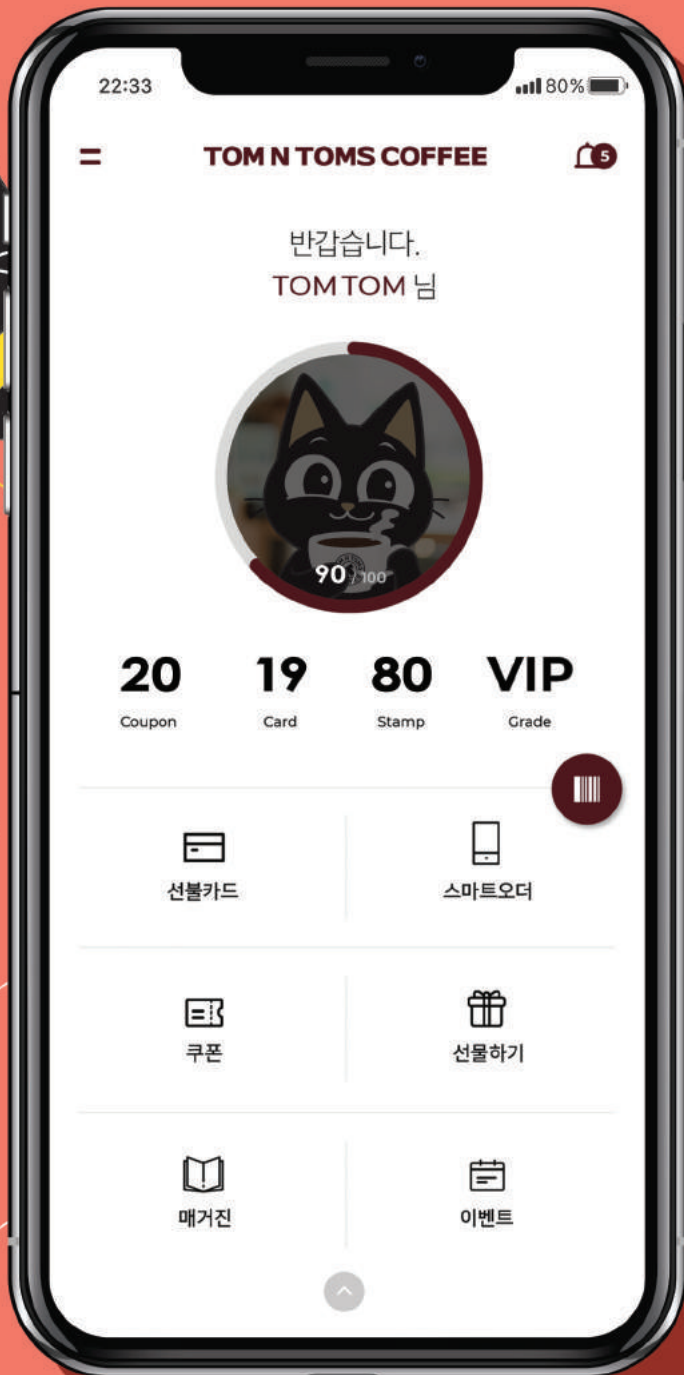 22:33
80%
TOM N TOMS COFFEE
5
반갑습니다.
TOMTOM 님
90 / 100
20 19 80 VIP
Coupon Card Stamp Grade
선불카드 스마트오더
쿠폰 선물하기
매거진 이벤트